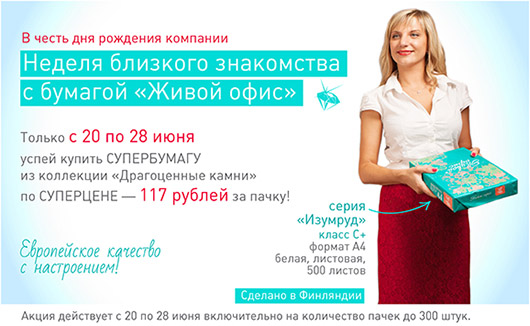 В честь дня рождения компании
Неделя близкого знакомства
с бумагой «Живой офис»
Только с 20 по 28 июня
успей купить СУПЕРБУМАГУ
из коллекции «Драгоценные камни»
по СУПЕРЦЕНЕ — 117 рублей за пачку!
серия
«Изумруд»
класс С+
формат А4
белая, листовая,
500 листов
Европейское качество
с настроением!
Сделано в Финляндии
Акция действует с 20 по 28 июня включительно на количество пачек до 300 штук.